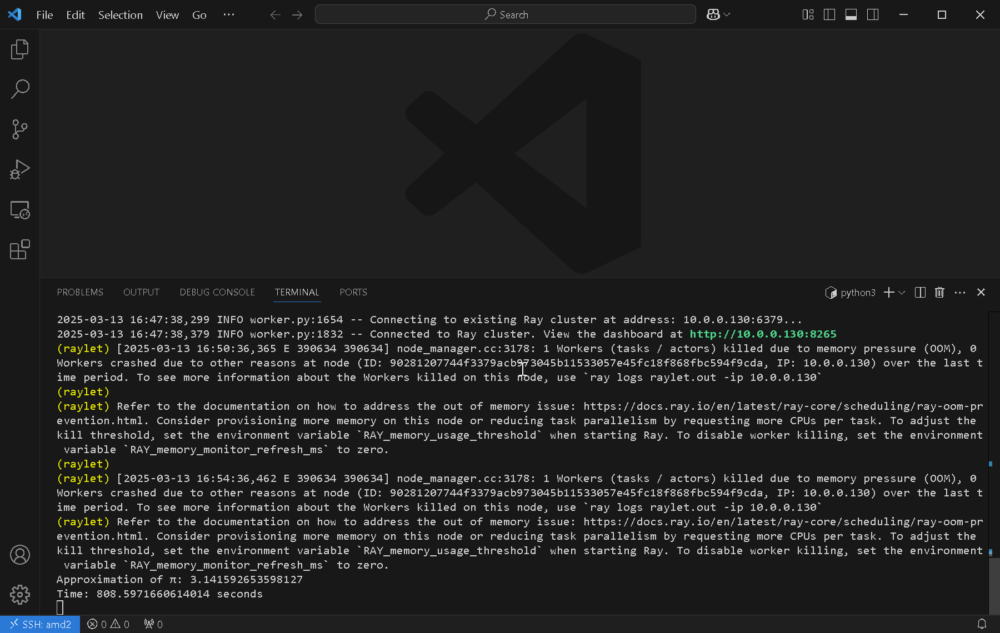 File Edit Selection View Go ···
Search
PROBLEMS OUTPUT DEBUG CONSOLE TERMINAL PORTS
python3
2025-03-13 16:47:38,299 INFO worker.py:1654 -- Connecting to existing Ray cluster at address: 10.0.0.130:6379...
2025-03-13 16:47:38,379 INFO worker.py:1832 -- Connected to Ray cluster. View the dashboard at http://10.0.0.130:8265
(raylet) [2025-03-13 16:50:36,365 E 390634 390634] node_manager.cc:3178: 1 Workers (tasks / actors) killed due to memory pressure (OOM), 0
Workers crashed due to other reasons at node (ID: 90281207744f3379acb973045b11533057e45fc18f868fbc594f9cda, IP: 10.0.0.130) over the last t
ime period. To see more information about the Workers killed on this node, use `ray logs raylet.out -ip 10.0.0.130`
(raylet)
(raylet) Refer to the documentation on how to address the out of memory issue: https://docs.ray.io/en/latest/ray-core/scheduling/ray-oom-pr
evention.html. Consider provisioning more memory on this node or reducing task parallelism by requesting more CPUs per task. To adjust the
kill threshold, set the environment variable `RAY_memory_usage_threshold` when starting Ray. To disable worker killing, set the environment
variable `RAY_memory_monitor_refresh_ms` to zero.
(raylet)
(raylet) [2025-03-13 16:54:36,462 E 390634 390634] node_manager.cc:3178: 1 Workers (tasks / actors) killed due to memory pressure (OOM), 0
Workers crashed due to other reasons at node (ID: 90281207744f3379acb973045b11533057e45fc18f868fbc594f9cda, IP: 10.0.0.130) over the last t
ime period. To see more information about the Workers killed on this node, use `ray logs raylet.out -ip 10.0.0.130`
(raylet) Refer to the documentation on how to address the out of memory issue: https://docs.ray.io/en/latest/ray-core/scheduling/ray-oom-pr
evention.html. Consider provisioning more memory on this node or reducing task parallelism by requesting more CPUs per task. To adjust the
kill threshold, set the environment variable `RAY_memory_usage_threshold` when starting Ray. To disable worker killing, set the environment
variable `RAY_memory_monitor_refresh_ms` to zero.
Approximation of π: 3.141592653598127
Time: 808.5971660614014 seconds
SSH: amd2 0 0 0